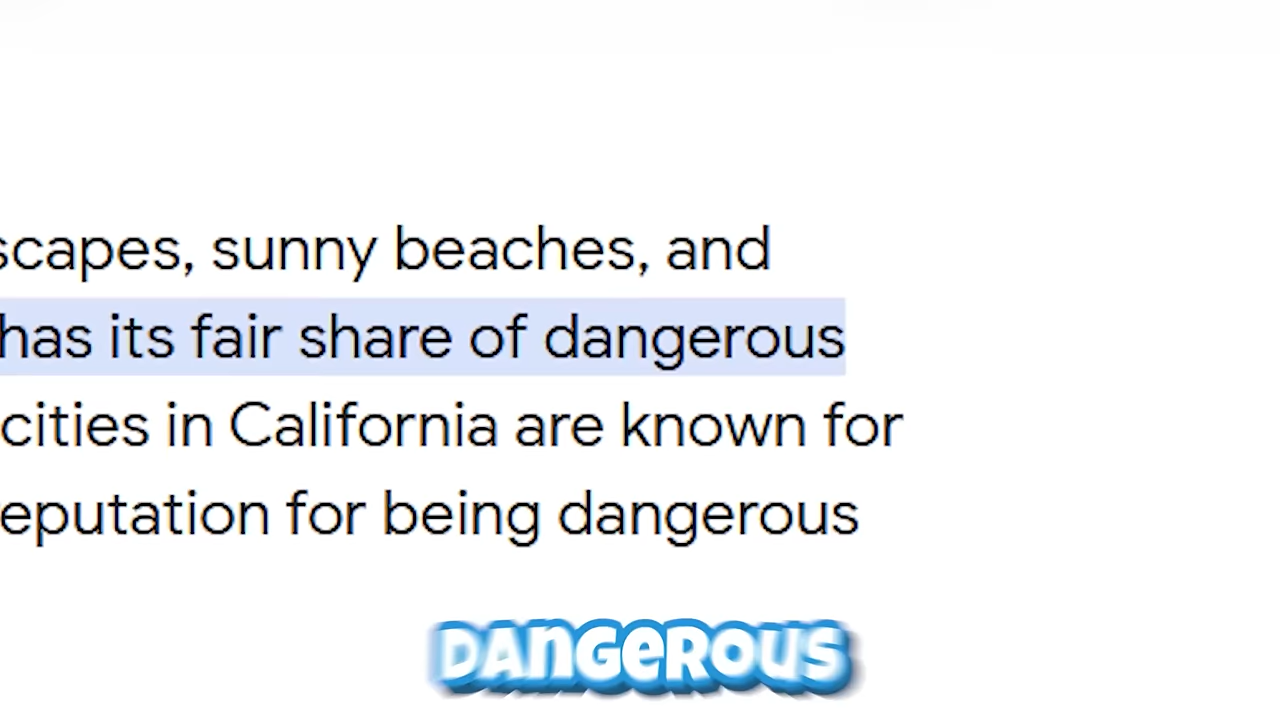 scapes, sunny beaches, and
has its fair share of dangerous
cities in California are known for
eputation for being dangerous
DANGEROUS